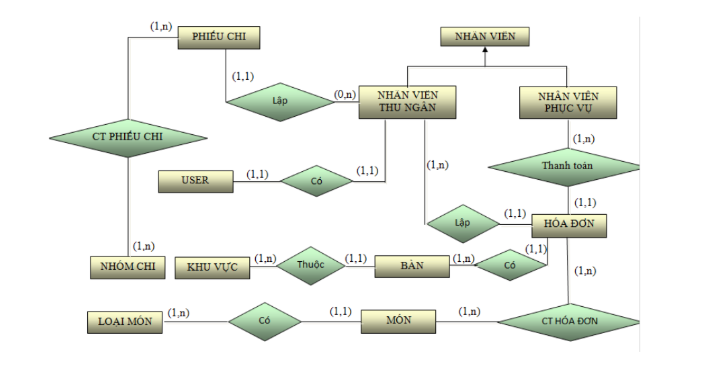 (1,n)
PHIẾU CHI
NHÂN VIÊN
(1,1)
Lập
(0,n)
NHÂN VIÊN
THU NGÂN
NHÂN VIÊN
PHỤC VỤ
CT PHIẾU CHI
(1,n)
Thanh toán
(1,n)
USER
(1,1)
Có
(1,1)
(1,1)
Lập
(1,1)
HÓA ĐƠN
(1,n)
NHÓM CHI
KHU VỰC
(1,n)
Thuộc
(1,1)
BÀN
(1,n)
Có
(1,1)
(1,n)
LOẠI MÓN
(1,n)
Có
(1,1)
MÓN
(1,n)
CT HÓA ĐƠN